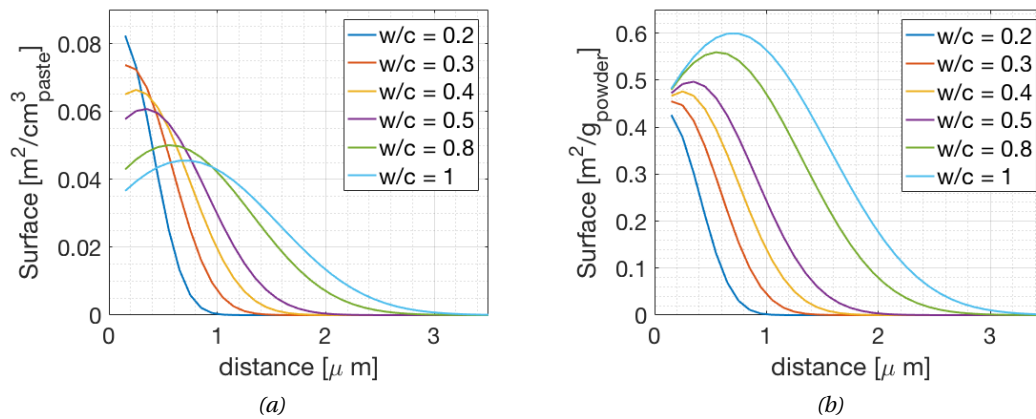 Surface [m²/cm³paste]
0.08
0.06
0.04
0.02
0
w/c = 0.2
w/c = 0.3
w/c = 0.4
w/c = 0.5
w/c = 0.8
w/c = 1
0 1 2 3
distance [μ m]
(a)
Surface [m²/gpowder]
0.6
0.5
0.4
0.3
0.2
0.1
0
w/c = 0.2
w/c = 0.3
w/c = 0.4
w/c = 0.5
w/c = 0.8
w/c = 1
0 1 2 3
distance [μ m]
(b)